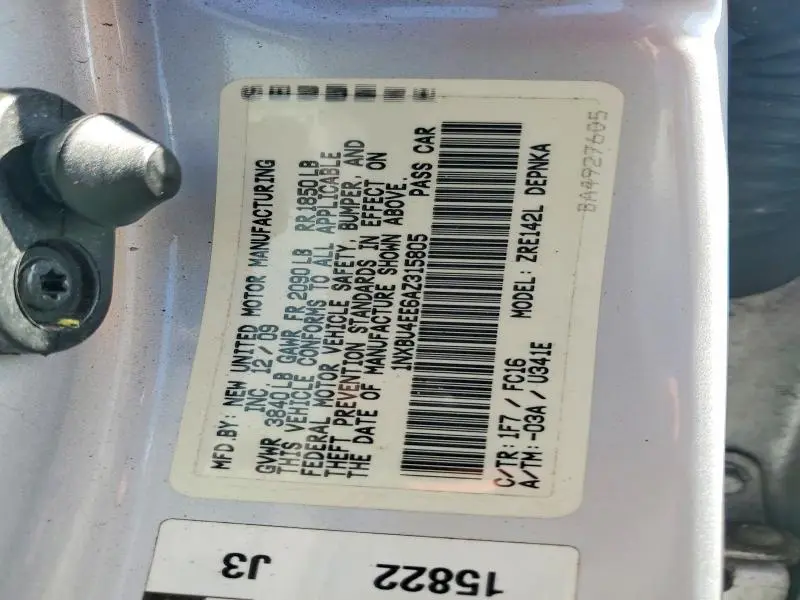 MFD.BY: NEW UNITED MOTOR MANUFACTURING
INC. 12/09
GVWR 3840LB GAWR FR 2090LB RR 1850LB
THIS VEHICLE CONFORMS TO ALL APPLICABLE
FEDERAL MOTOR VEHICLE SAFETY, BUMPER, AND
THEFT PREVENTION STANDARDS IN EFFECT ON
THE DATE OF MANUFACTURE SHOWN ABOVE.
1NXBU4EE6AZ315805 PASS CAR
C/TR: 1F7 / FC16 MODEL: ZRE142L DEPNKA
A/TM: -03A / U341E
BA4927605
15822
J3